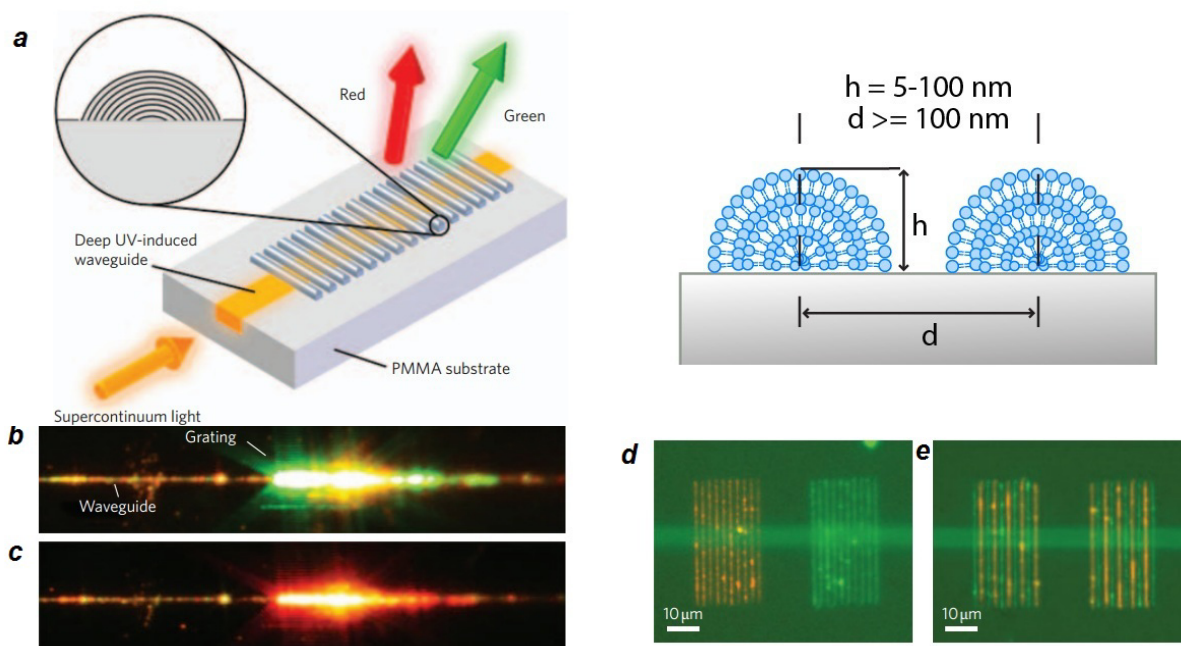 a
Red
Green
Deep UV-induced
waveguide
PMMA substrate
Supercontinuum light
h = 5-100 nm
d >= 100 nm
h
d
b
Grating
Waveguide
c
d
10 µm
e
10 µm